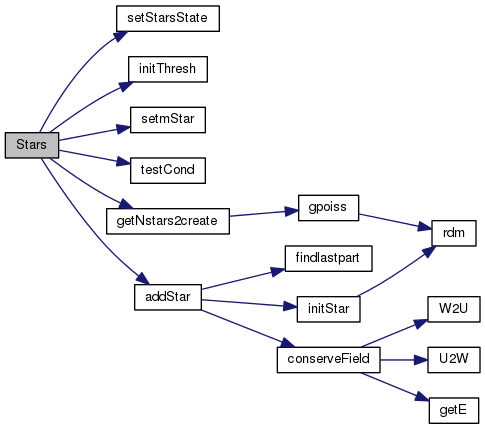 setStarsState
initThresh
setmStar
Stars
testCond
gpoiss
getNstars2create
rdm
findlastpart
addStar
initStar
W2U
conserveField
U2W
getE